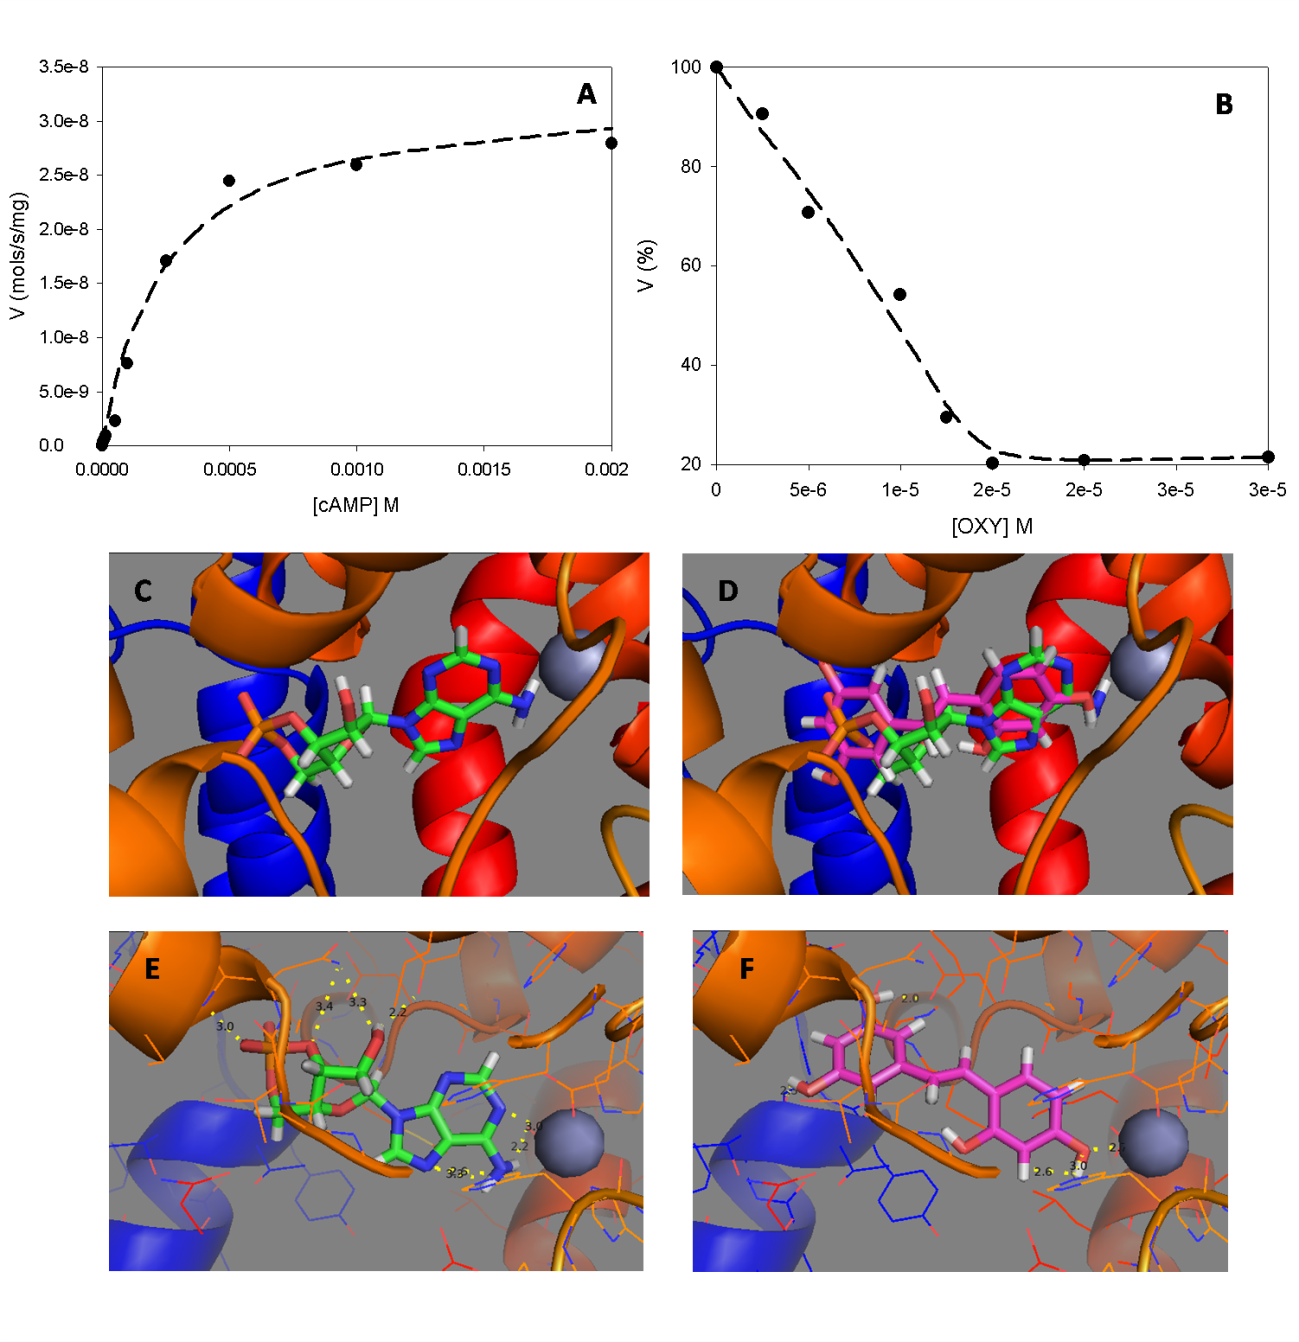 A
3.5e-8
3.0e-8
2.5e-8
2.0e-8
1.5e-8
1.0e-8
5.0e-9
0.0
V (mols/s/mg)
0.0000 0.0005 0.0010 0.0015 0.002
[cAMP] M
B
100
80
60
40
20
V (%)
0 5e-6 1e-5 2e-5 2e-5 3e-5 3e-5
[OXY] M
C
D
E
3.4
3.3
2.2
3.0
3.0
2.2
F
2.0
2.6
3.0